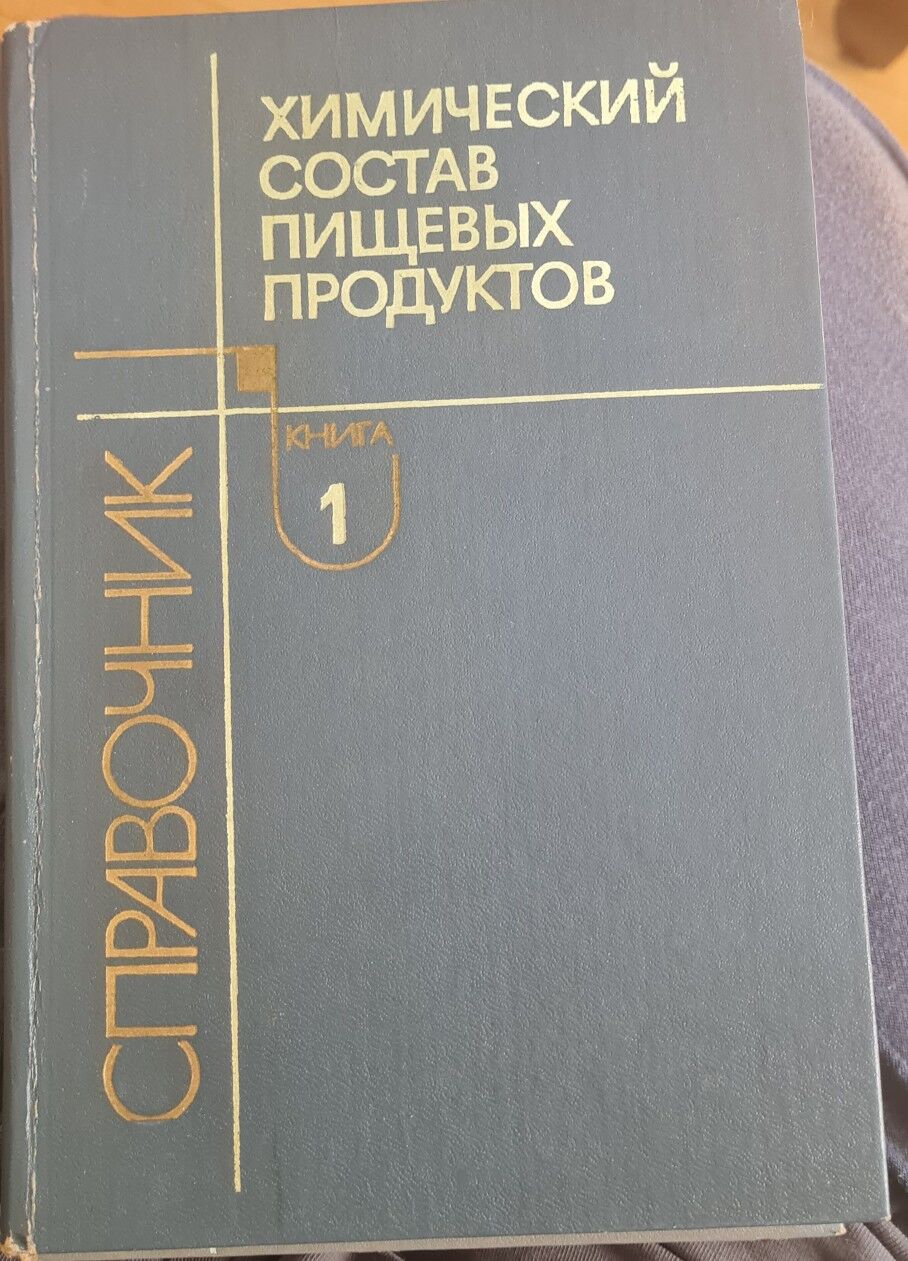 ХИМИЧЕСКИЙ
СОСТАВ
ПИЩЕВЫХ
ПРОДУКТОВ
КНИГА
1
СПРАВОЧНИК